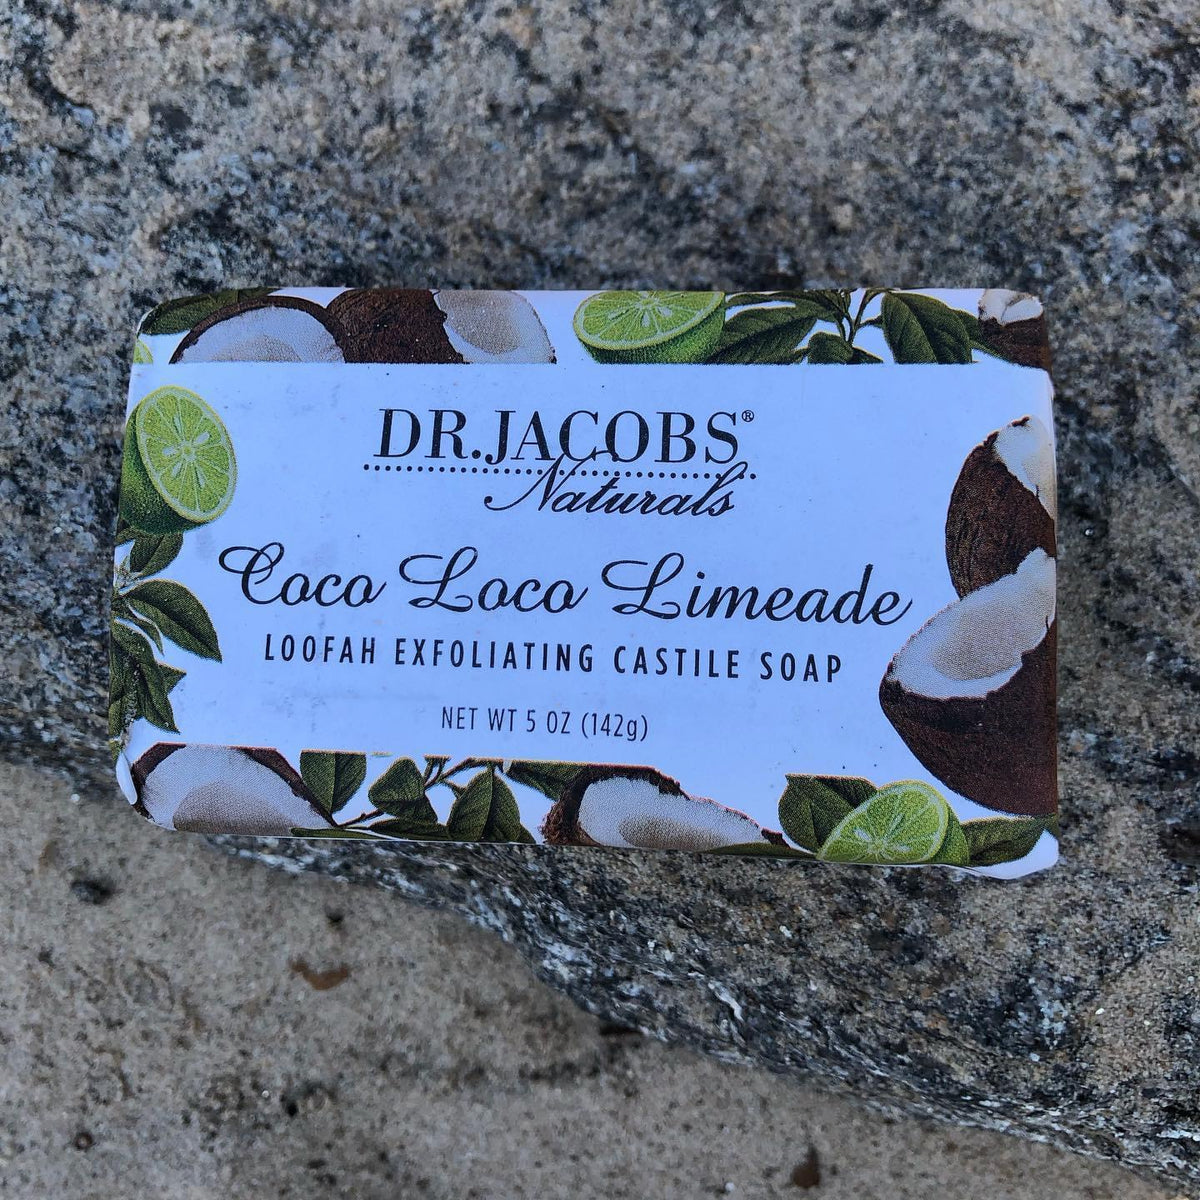 DR.JACOBS®
Naturals
Coco Loco Limeade
LOOFAH EXFOLIATING CASTILE SOAP
NET WT 5 OZ (142g)